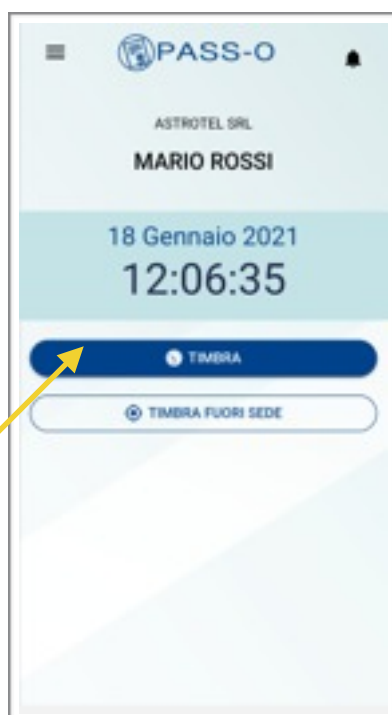 PASS-O
ASTROTEL SRL
MARIO ROSSI
18 Gennaio 2021
12:06:35
TIMBRA
TIMBRA FUORI SEDE